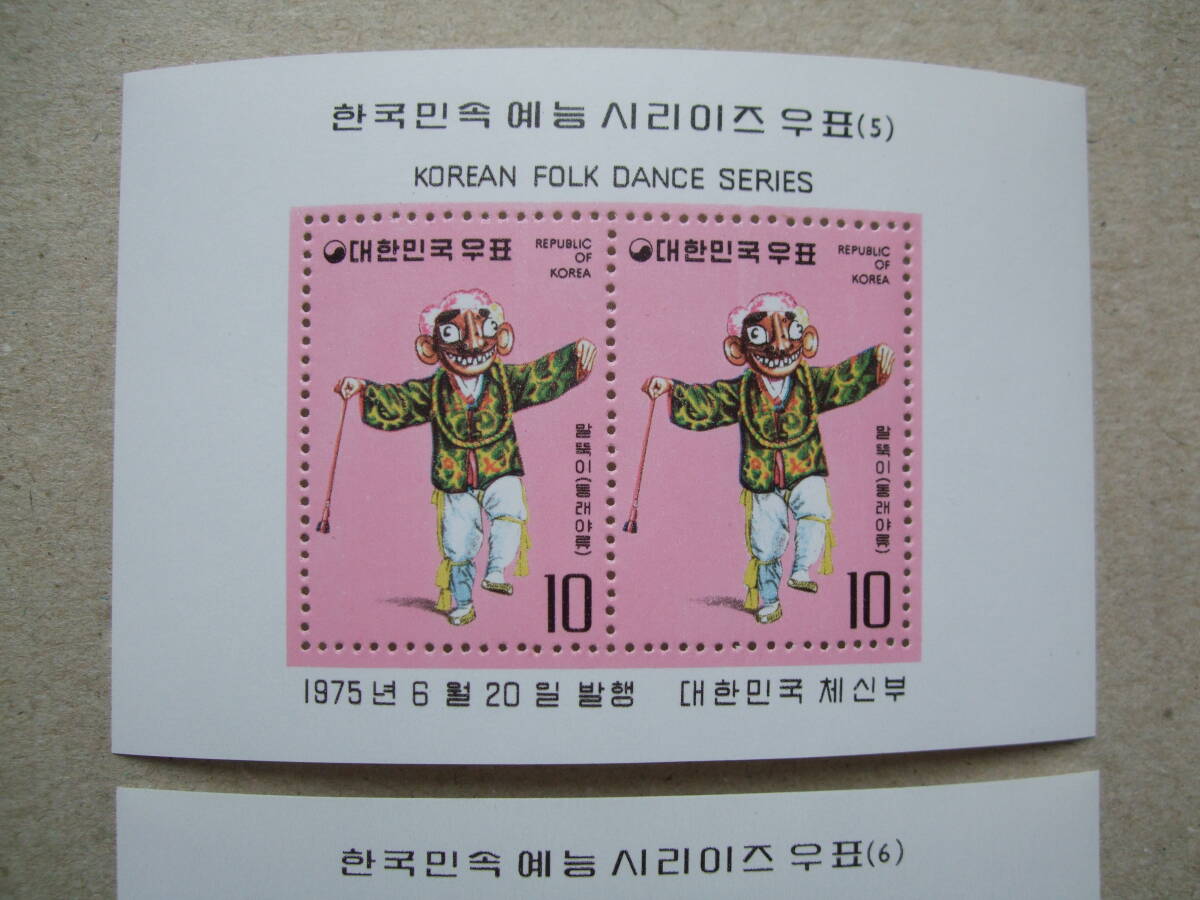 한국민속 예능 시리이즈 우표(5)
KOREAN FOLK DANCE SERIES
대한민국우표
REPUBLIC
OF
KOREA
말뚝이(동래야류)
10
대한민국우표
REPUBLIC
OF
KOREA
말뚝이(동래야류)
10
1975년 6월 20일 발행 대한민국 체신부
한국민속 예능 시리이즈 우표(6)